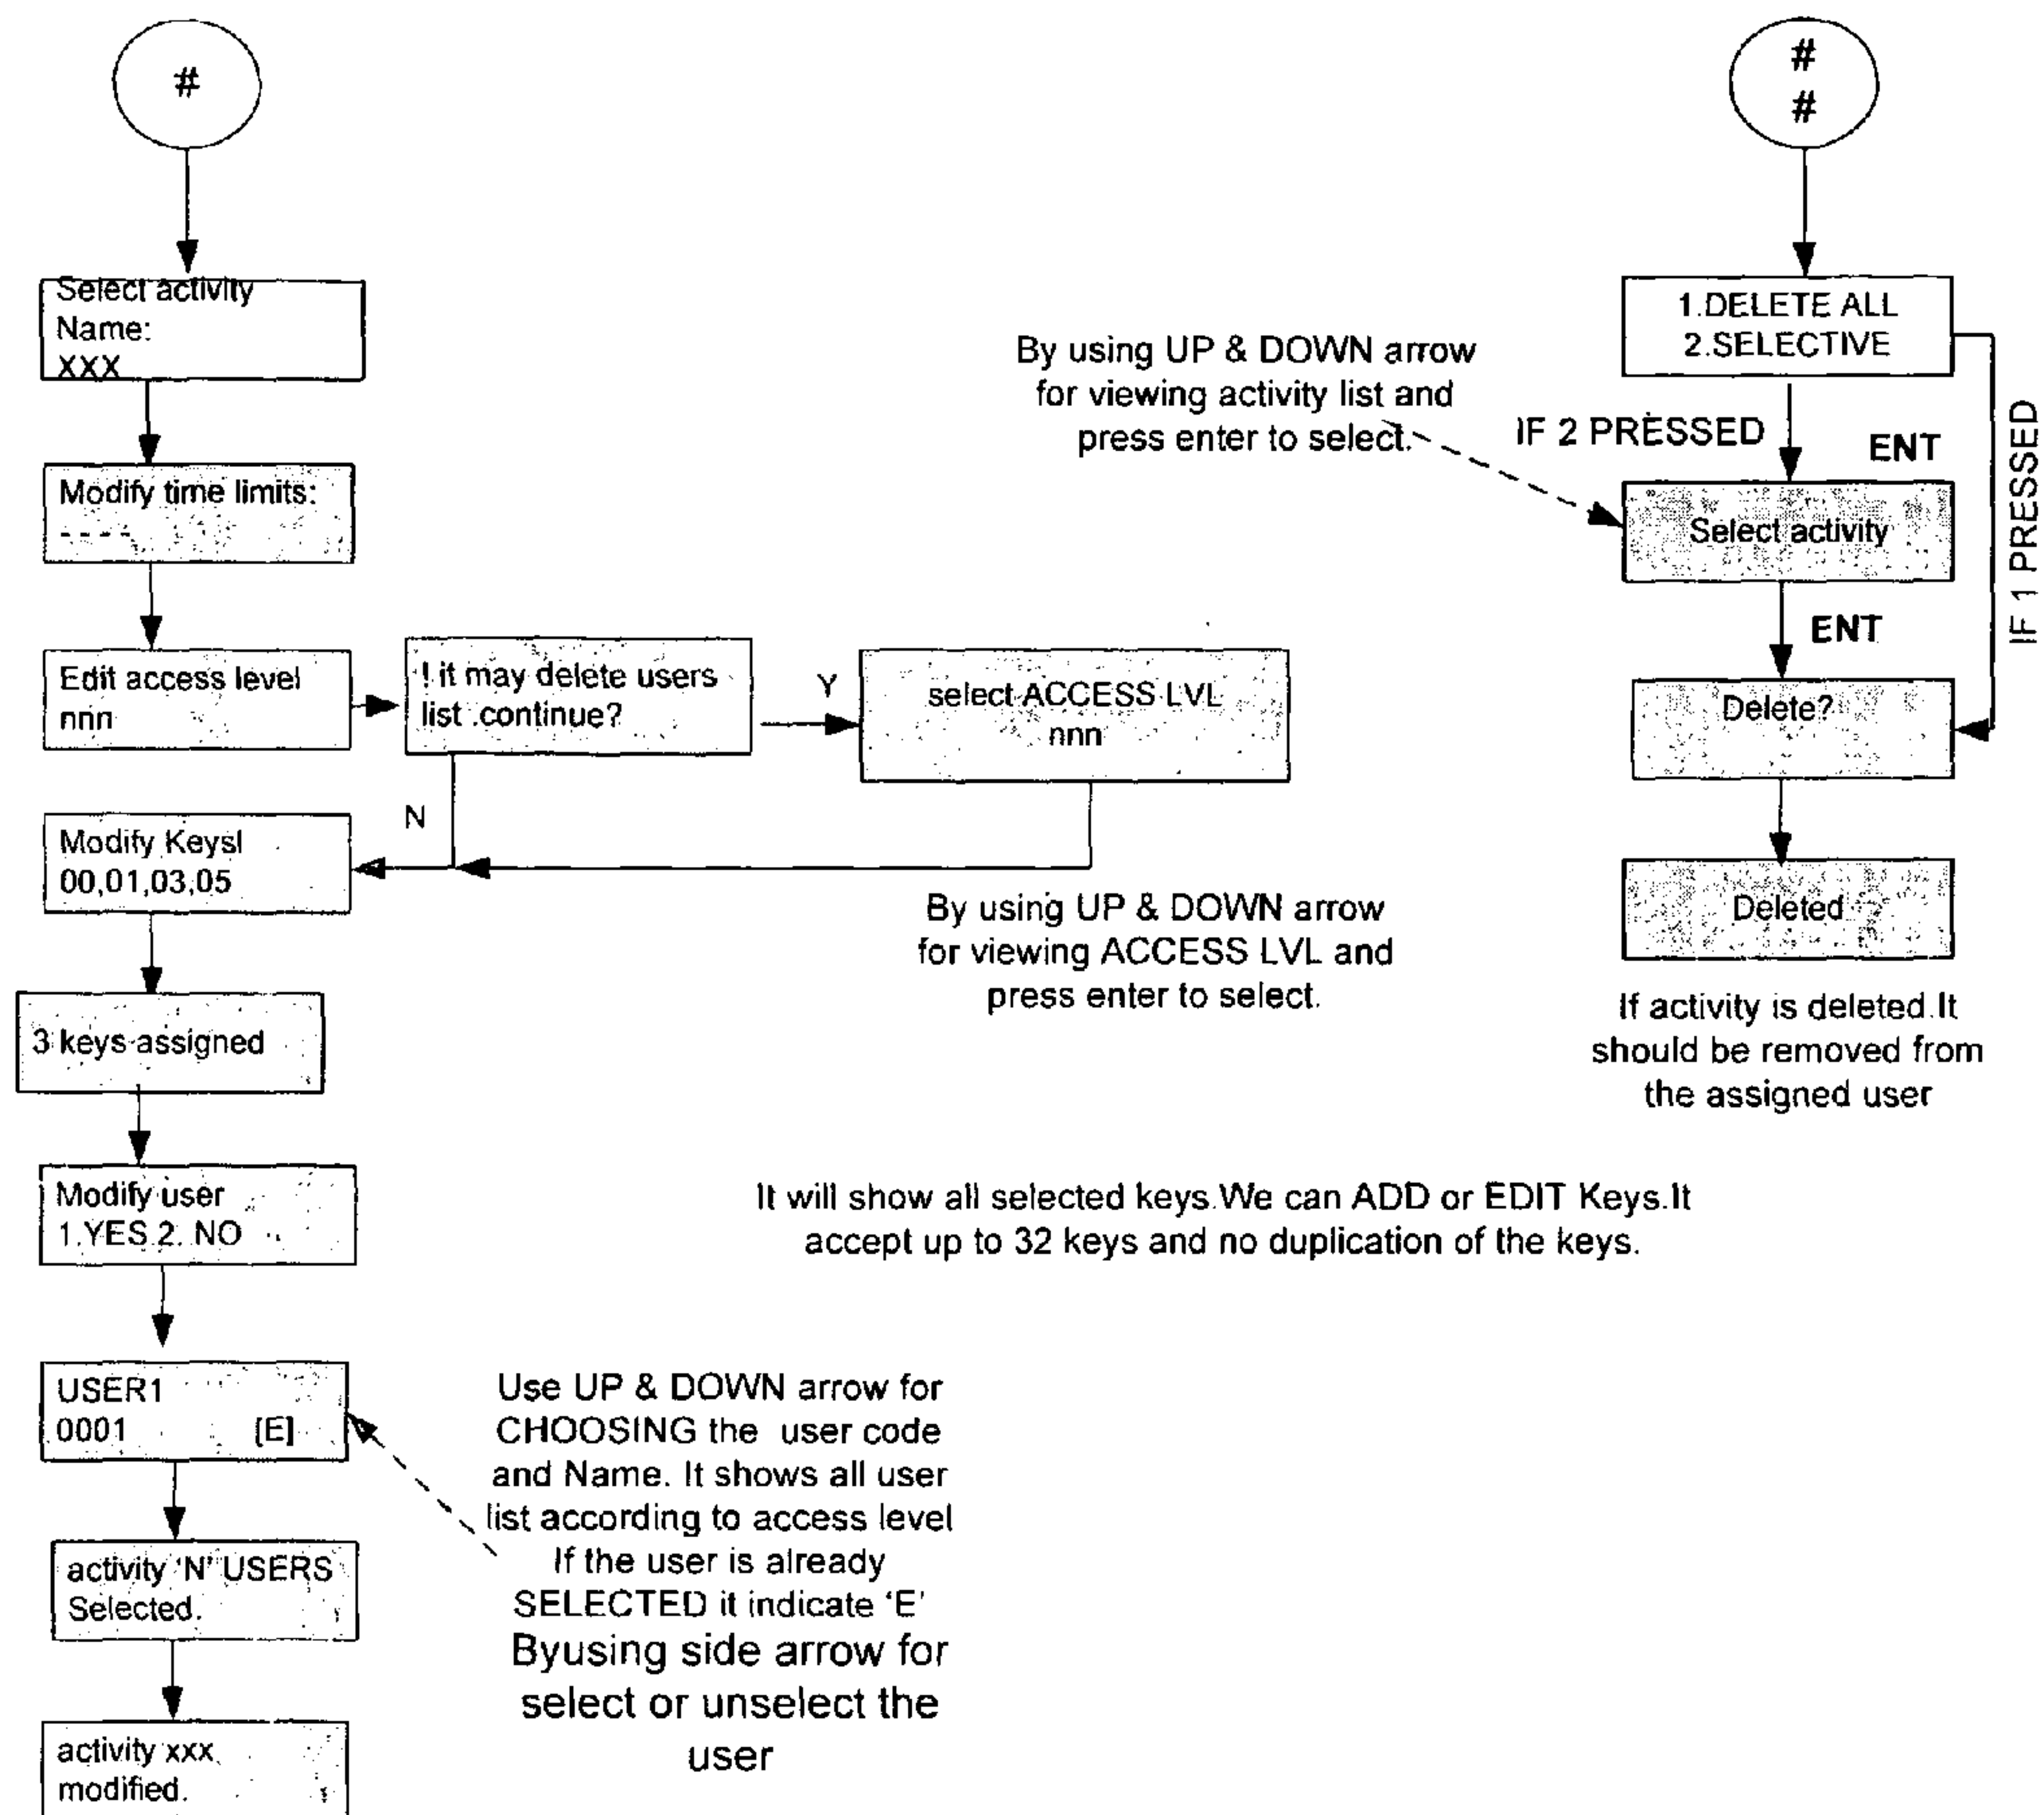 #
Select activity
Name:
XXX
Modify time limits:
- - - - -
Edit access level
nnn
! it may delete users
list .continue?
Y
select ACCESS LVL
nnn
N
Modify Keysl
00,01,03,05
By using UP & DOWN arrow
for viewing ACCESS LVL and
press enter to select.
3 keys assigned
Modify user
1.YES.2. NO
It will show all selected keys.We can ADD or EDIT Keys.It
accept up to 32 keys and no duplication of the keys.
USER1
0001 [E]
Use UP & DOWN arrow for
CHOOSING the user code
and Name. It shows all user
list according to access level
If the user is already
SELECTED it indicate 'E'
Byusing side arrow for
select or unselect the
user
activity 'N' USERS
Selected.
activity xxx
modified.
#
#
1.DELETE ALL
2.SELECTIVE
By using UP & DOWN arrow
for viewing activity list and
press enter to select.
IF 2 PRESSED
ENT
IF 1 PRESSED
Select activity
ENT
Delete?
Deleted
If activity is deleted.It
should be removed from
the assigned user